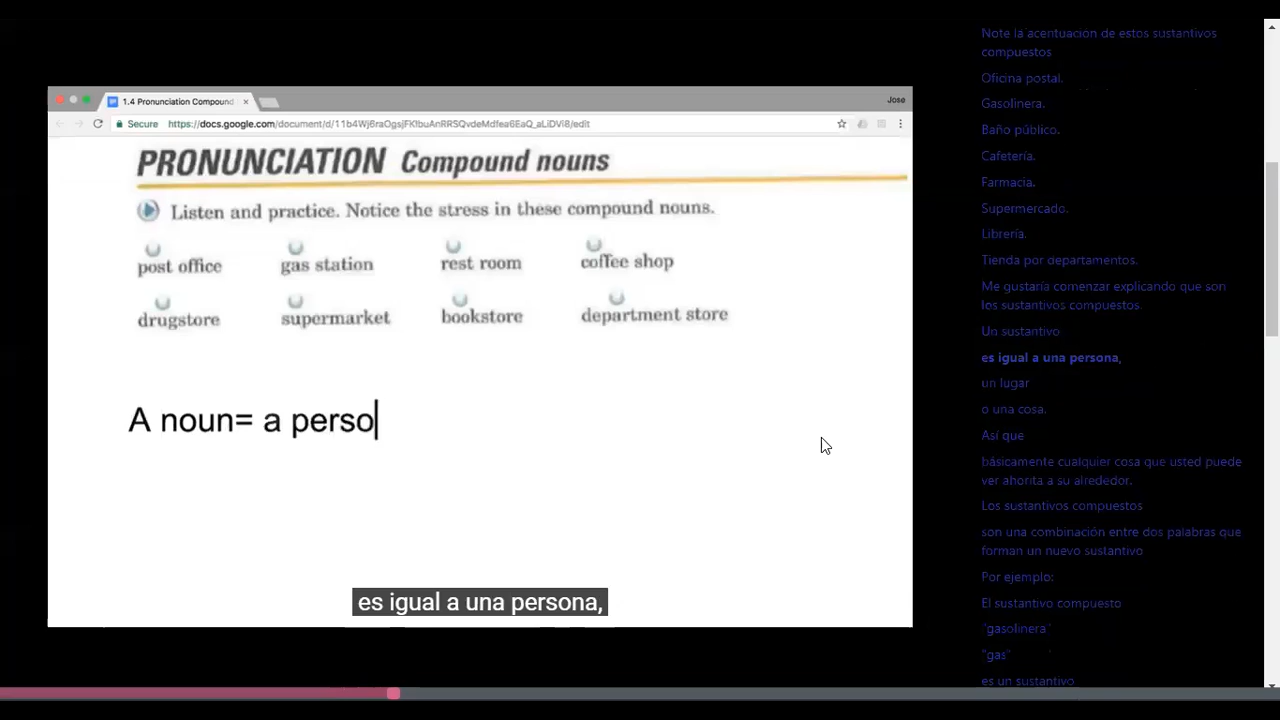 1.4 Pronunciation Compound
Jose
Secure https://docs.google.com/document/d/11b4Wj6raOgsjFKfbuAnRRSQvdeMdfea6EaQ_aLiDVi8/edit
PRONUNCIATION Compound nouns
Listen and practice. Notice the stress in these compound nouns.
post office gas station rest room coffee shop
drugstore supermarket bookstore department store
A noun= a perso
es igual a una persona,
Note la acentuacion de estos sustantivos
compuestos
Oficina postal.
Gasolinera.
Baño público.
Cafetería.
Farmacia.
Supermercado.
Librería.
Tienda por departamentos.
Me gustaría comenzar explicando que son
los sustantivos compuestos.
Un sustantivo
es igual a una persona,
un lugar
o una cosa.
Así que
básicamente cualquier cosa que usted puede
ver ahorita a su alrededor.
Los sustantivos compuestos
son una combinación entre dos palabras que
forman un nuevo sustantivo
Por ejemplo:
El sustantivo compuesto
"gasolinera"
"gas"
es un sustantivo